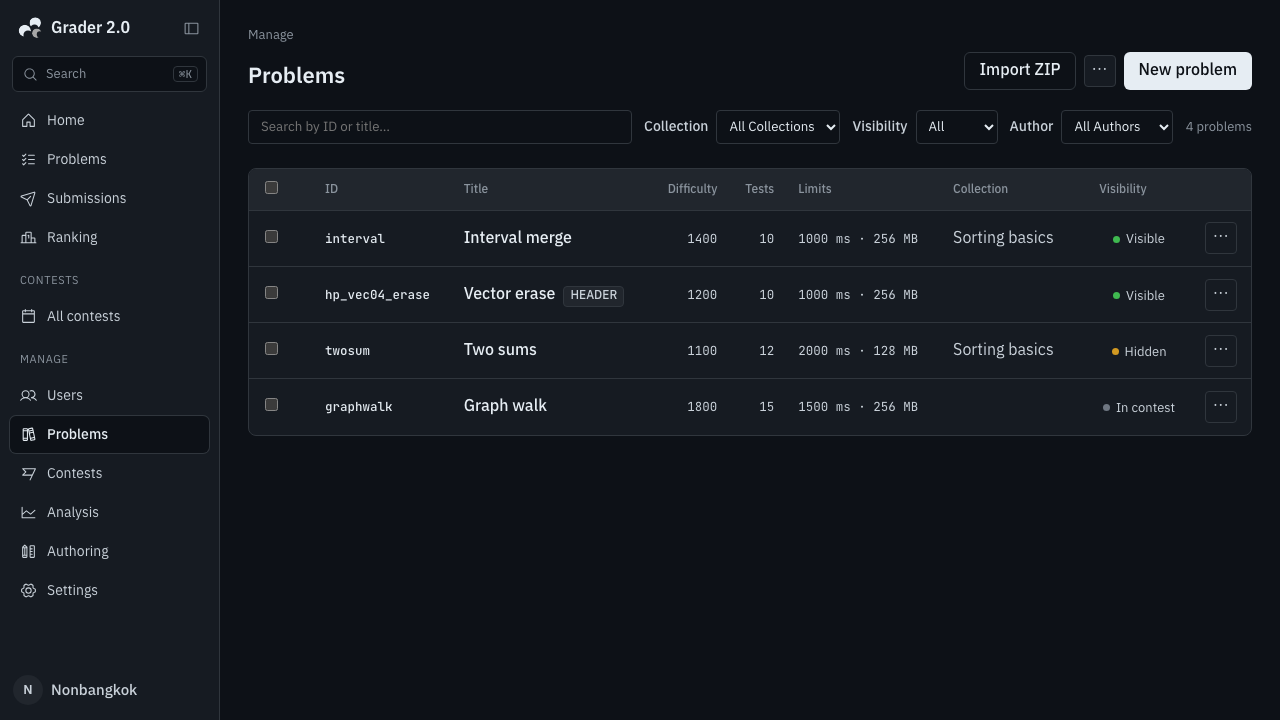 Grader 2.0
Search ⌘K
Home
Problems
Submissions
Ranking
CONTESTS
All contests
MANAGE
Users
Problems
Contests
Analysis
Authoring
Settings
N Nonbangkok
Manage
Problems
Import ZIP ... New problem
Search by ID or title... Collection All Collections Visibility All Author All Authors 4 problems
ID Title Difficulty Tests Limits Collection Visibility
interval Interval merge 1400 10 1000 ms · 256 MB Sorting basics Visible ...
hp_vec04_erase Vector erase HEADER 1200 10 1000 ms · 256 MB Visible ...
twosum Two sums 1100 12 2000 ms · 128 MB Sorting basics Hidden ...
graphwalk Graph walk 1800 15 1500 ms · 256 MB In contest ...